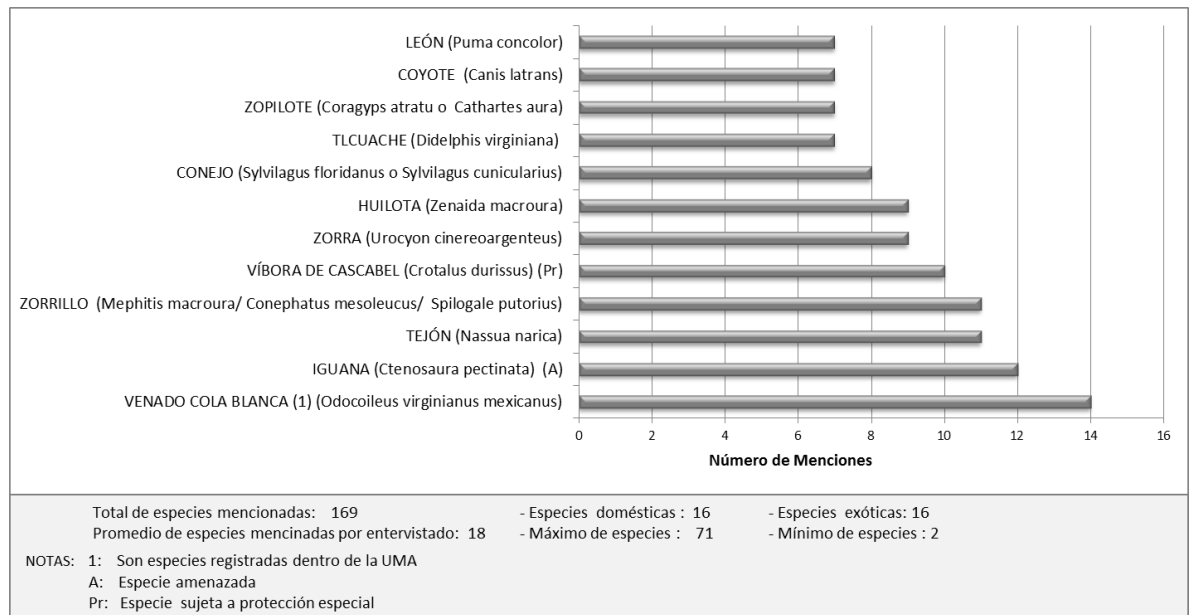 LEÓN (Puma concolor)
COYOTE (Canis latrans)
ZOPILOTE (Coragyps atratu o Cathartes aura)
TLCUACHE (Didelphis virginiana)
CONEJO (Sylvilagus floridanus o Sylvilagus cunicularius)
HUILOTA (Zenaida macroura)
ZORRA (Urocyon cinereoargenteus)
VÍBORA DE CASCABEL (Crotalus durissus) (Pr)
ZORRILLO (Mephitis macroura/ Conephatus mesoleucus/ Spilogale putorius)
TEJÓN (Nassua narica)
IGUANA (Ctenosaura pectinata) (A)
VENADO COLA BLANCA (1) (Odocoileus virginianus mexicanus)
0 2 4 6 8 10 12 14 16
Número de Menciones
Total de especies mencionadas: 169 - Especies domésticas : 16 - Especies exóticas: 16
Promedio de especies mencinadas por entervistado: 18 - Máximo de especies : 71 - Mínimo de especies : 2
NOTAS: 1: Son especies registradas dentro de la UMA
A: Especie amenazada
Pr: Especie sujeta a protección especial